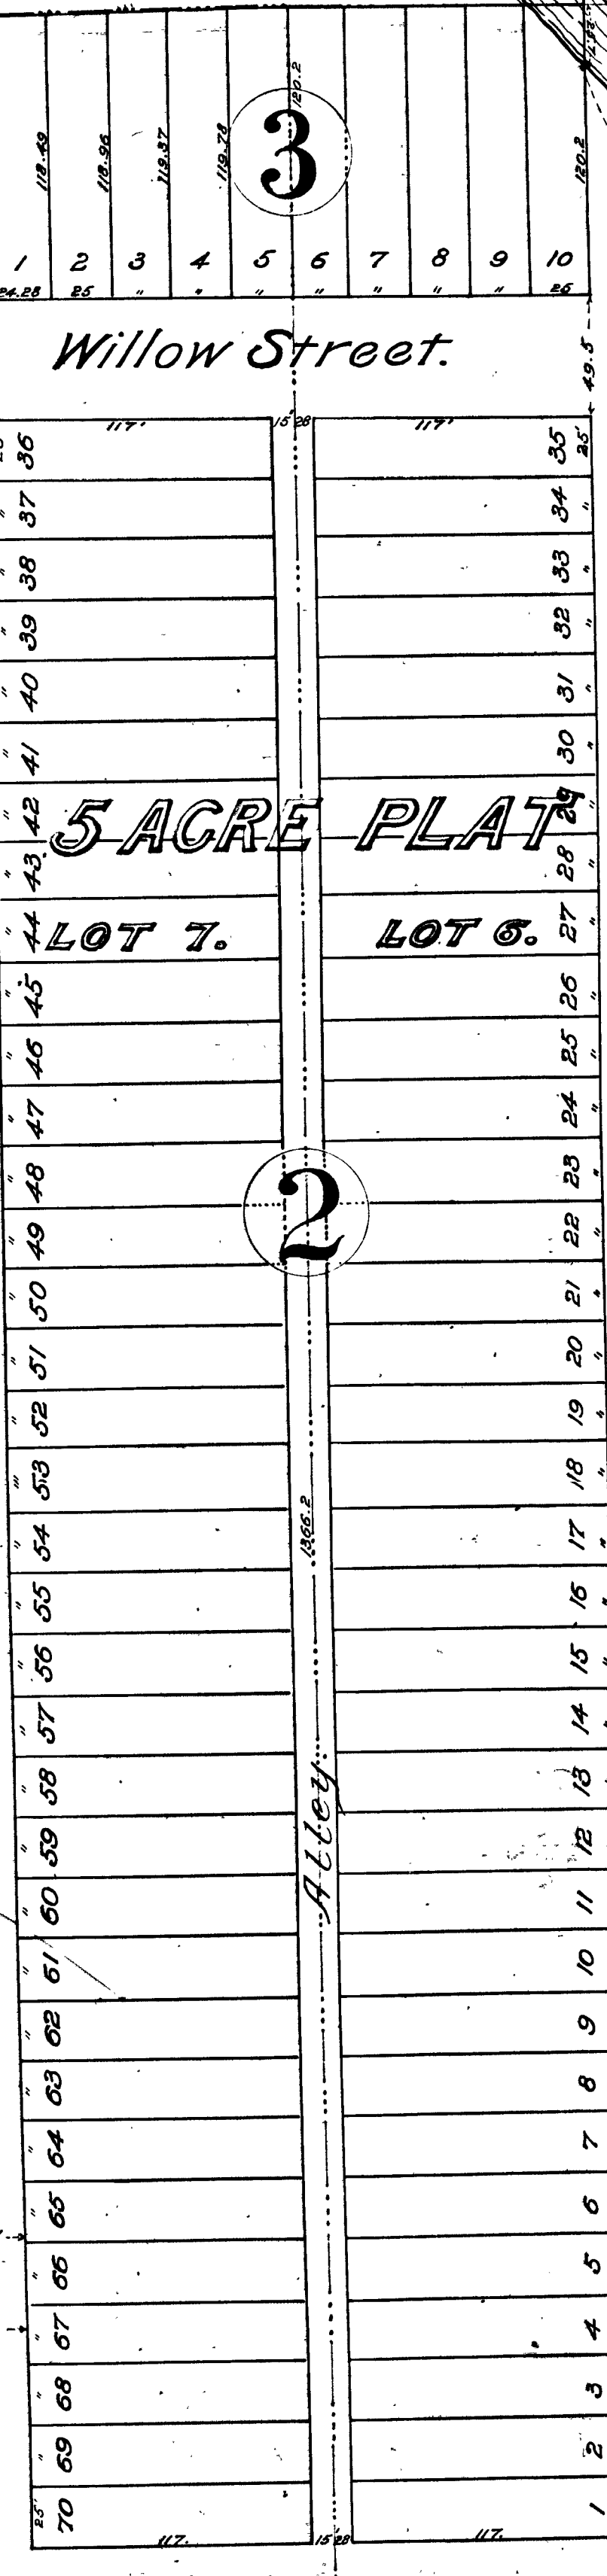 118.49 118.96 119.37 119.78 120.2 120.2
3
1 2 3 4 5 6 7 8 9 10
24.28 25 " " " " " " " 25
Willow Street.
49.5
117' 15 28 117'
36 35 25'
" 37 34 "
" 38 33 "
" 39 32 "
" 40 31 "
" 41 30 "
" 42 29 "
5 ACRE PLAT
" 43 28 "
" 44 27 "
LOT 7. LOT 6.
" 45 26 "
" 46 25 "
" 47 24 "
" 48 23 "
2
" 49 22 "
" 50 21 "
" 51 20 "
" 52 19 "
" 53 18 "
1366.2
" 54 17 "
" 55 16 "
" 56 15 "
" 57 14 "
" 58 13
Alley.
" 59 12
" 60 11
" 61 10
" 62 9
" 63 8
" 64 7
" 65 6
" 66 5
" 67 4
" 68 3
" 69 2
25' 70 1
117. 15 28 117.